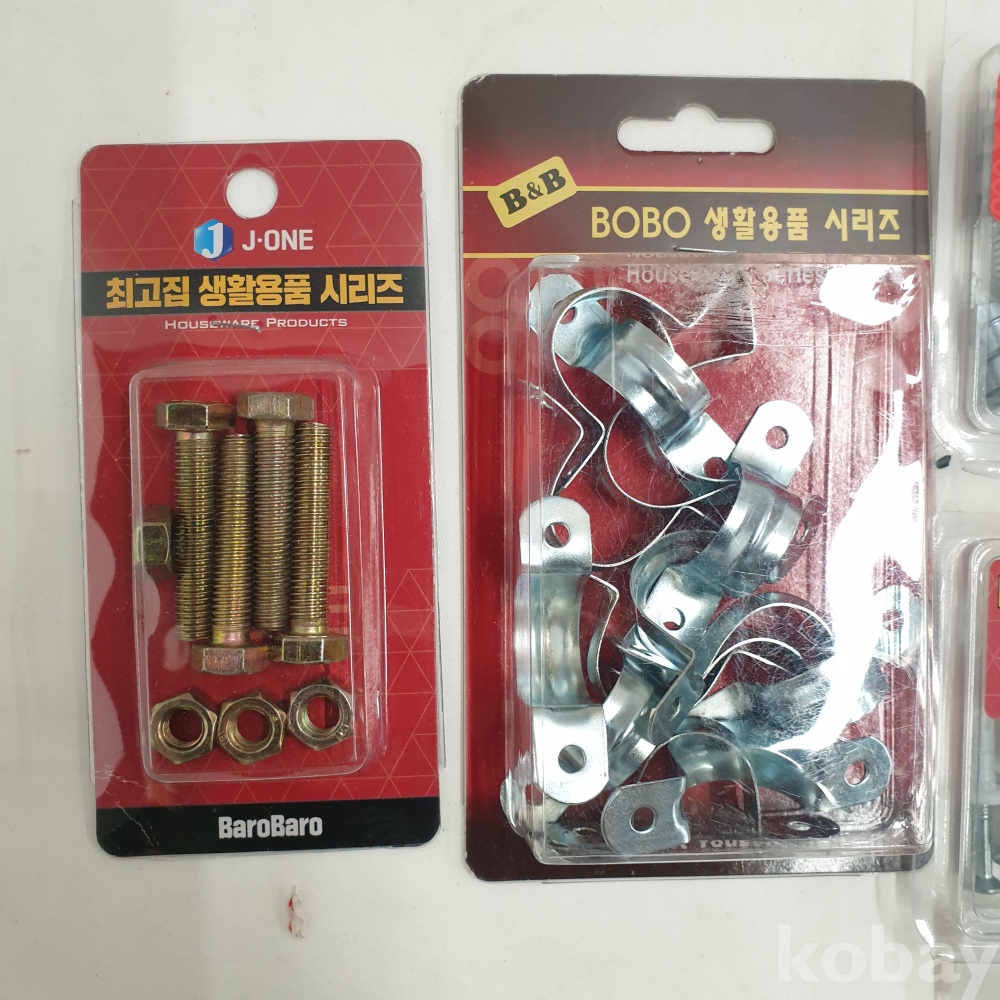 J·ONE
최고집 생활용품 시리즈
HOUSEWARE PRODUCTS
BaroBaro
B&B
BOBO 생활용품 시리즈
kobay